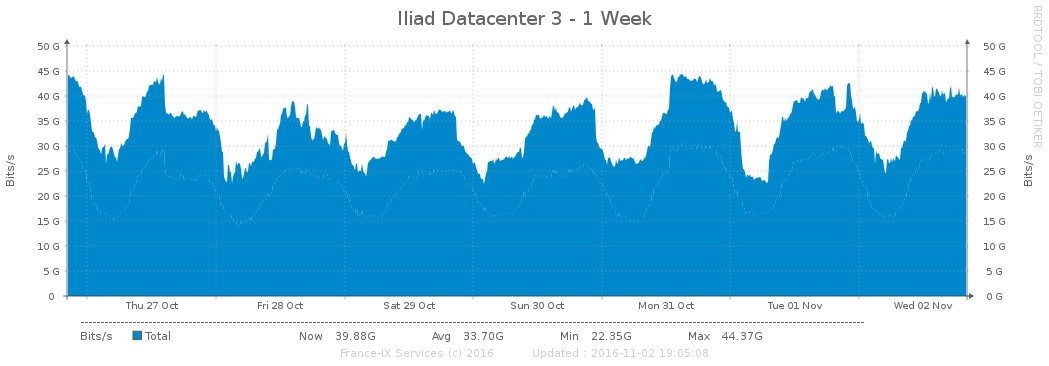 Iliad Datacenter 3 - 1 Week
RRDTOOL / TOBI OETIKER
50 G 50 G
45 G 45 G
40 G 40 G
35 G 35 G
30 G 30 G
25 G 25 G
20 G 20 G
15 G 15 G
10 G 10 G
5 G 5 G
0 0 G
Bits/s Bits/s
Thu 27 Oct Fri 28 Oct Sat 29 Oct Sun 30 Oct Mon 31 Oct Tue 01 Nov Wed 02 Nov
Bits/s Total Now 39.88G Avg 33.70G Min 22.35G Max 44.37G
France-IX Services (c) 2016 Updated : 2016-11-02 19:05:08